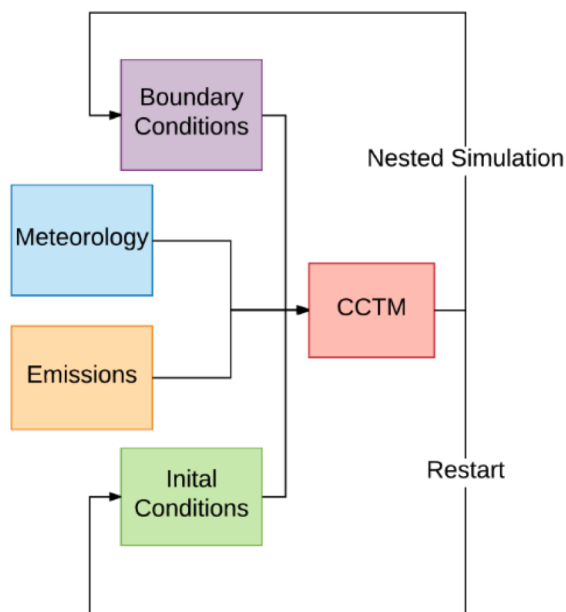 Boundary
Conditions
Nested Simulation
Meteorology
CCTM
Emissions
Restart
Inital
Conditions